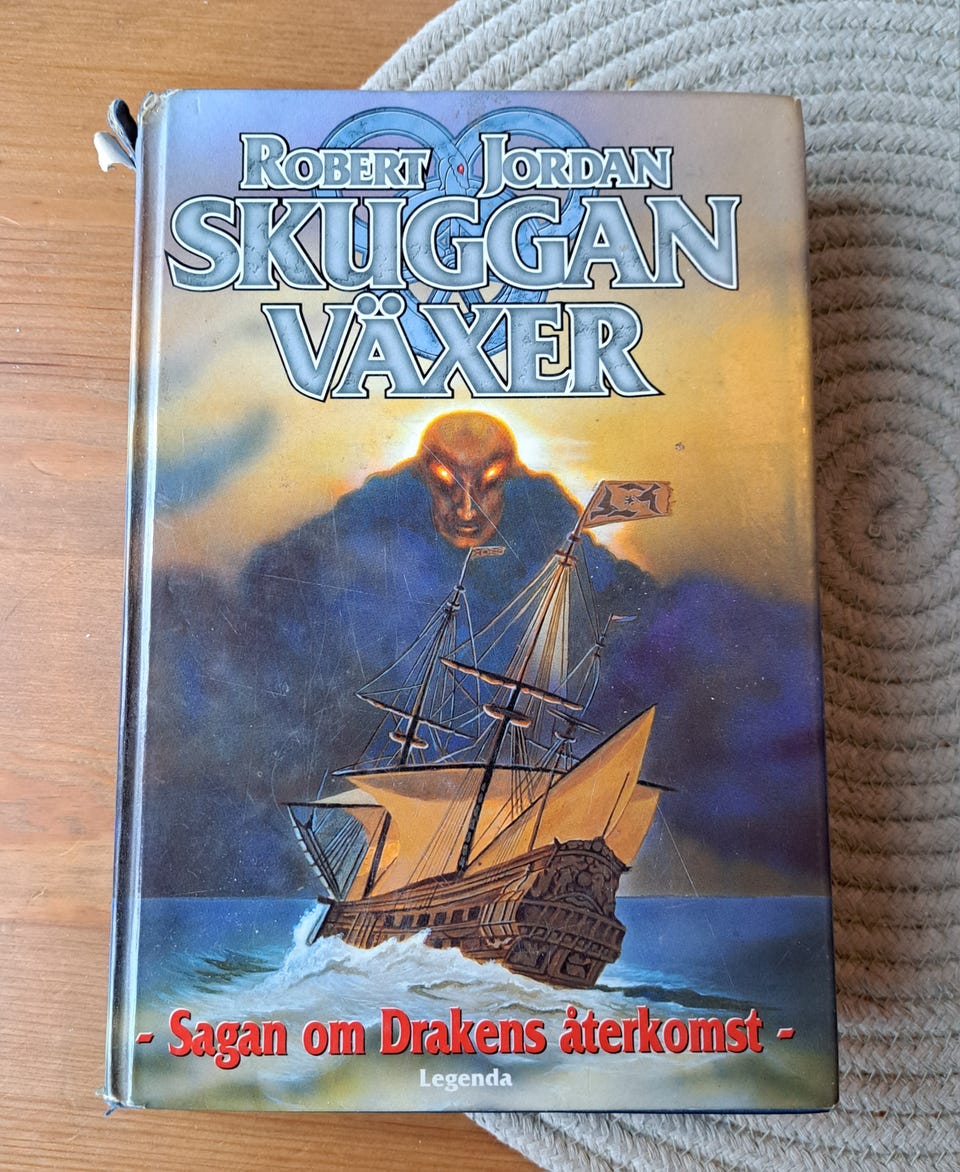 ROBERT JORDAN
SKUGGAN
VÄXER
- Sagan om Drakens återkomst -
Legenda